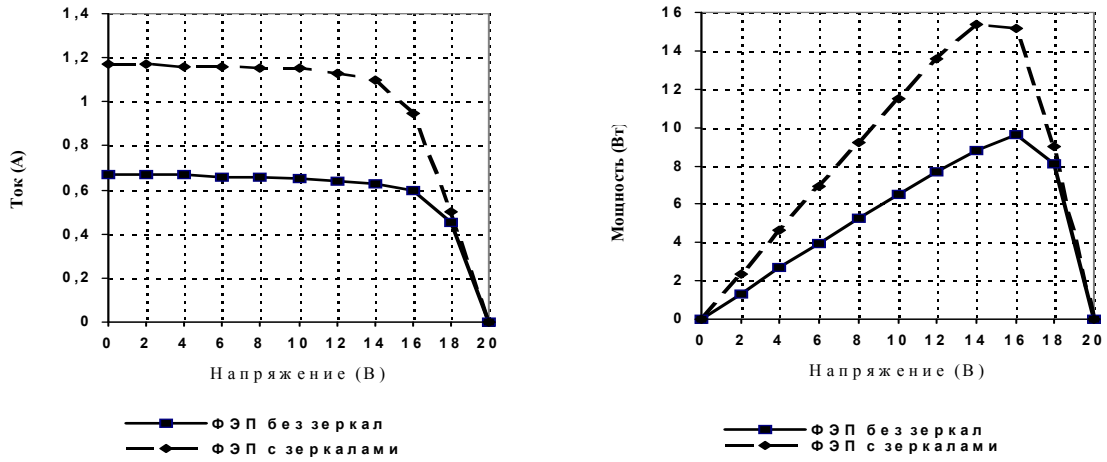 1,4
1,2
1
0,8
0,6
0,4
0,2
0
Ток (А)
0 2 4 6 8 10 12 14 16 18 20
Напряжение (В)
ФЭП без зеркал
ФЭП с зеркалами
16
14
12
10
8
6
4
2
0
Мощность (Вт)
0 2 4 6 8 10 12 14 16 18 20
Напряжение (В)
ФЭП без зеркал
ФЭП с зеркалами